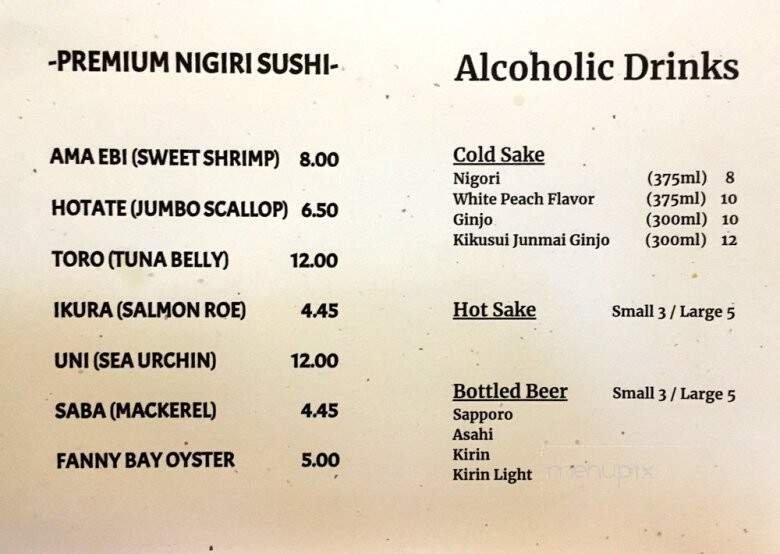 -PREMIUM NIGIRI SUSHI-
AMA EBI (SWEET SHRIMP) 8.00
HOTATE (JUMBO SCALLOP) 6.50
TORO (TUNA BELLY) 12.00
IKURA (SALMON ROE) 4.45
UNI (SEA URCHIN) 12.00
SABA (MACKEREL) 4.45
FANNY BAY OYSTER 5.00
Alcoholic Drinks
Cold Sake
Nigori (375ml) 8
White Peach Flavor (375ml) 10
Ginjo (300ml) 10
Kikusui Junmai Ginjo (300ml) 12
Hot Sake Small 3 / Large 5
Bottled Beer Small 3 / Large 5
Sapporo
Asahi
Kirin
Kirin Light
menupix